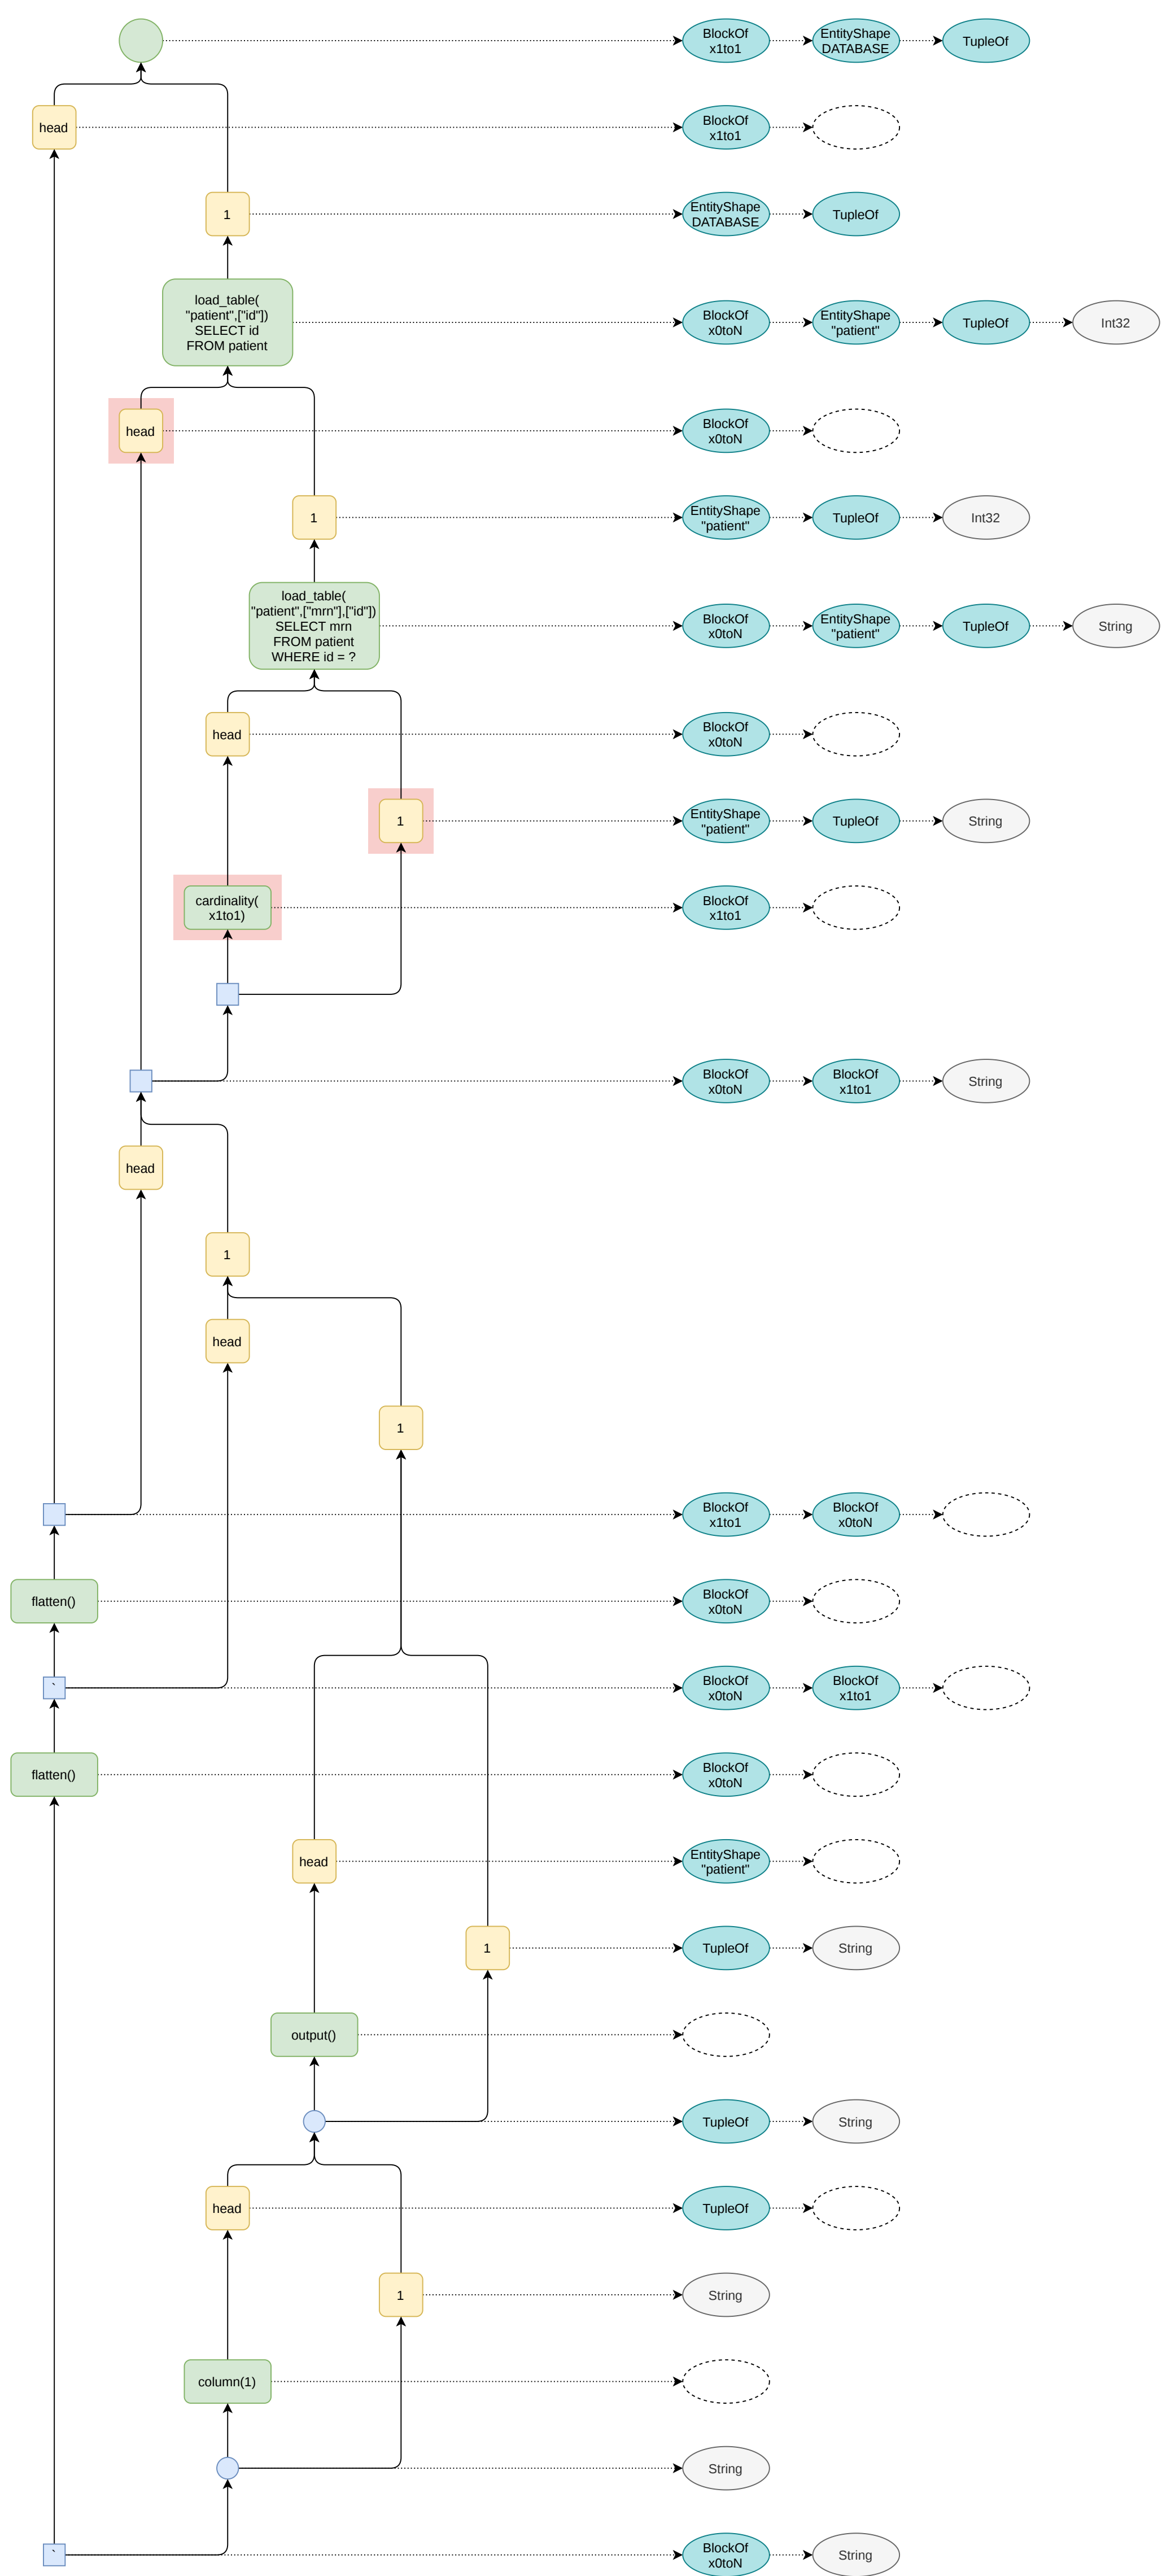 BlockOf
x1to1
EntityShape
DATABASE
TupleOf
head
BlockOf
x1to1
1
EntityShape
DATABASE
TupleOf
load_table(
"patient",["id"])
SELECT id
FROM patient
BlockOf
x0toN
EntityShape
"patient"
TupleOf
Int32
head
BlockOf
x0toN
1
EntityShape
"patient"
TupleOf
Int32
load_table(
"patient",["mrn"],["id"])
SELECT mrn
FROM patient
WHERE id = ?
BlockOf
x0toN
EntityShape
"patient"
TupleOf
String
head
BlockOf
x0toN
1
EntityShape
"patient"
TupleOf
String
cardinality(
x1to1)
BlockOf
x1to1
BlockOf
x0toN
BlockOf
x1to1
String
head
1
head
1
BlockOf
x1to1
BlockOf
x0toN
flatten()
BlockOf
x0toN
`
BlockOf
x0toN
BlockOf
x1to1
flatten()
BlockOf
x0toN
head
EntityShape
"patient"
1
TupleOf
String
output()
TupleOf
String
head
TupleOf
1
String
column(1)
String
`
BlockOf
x0toN
String